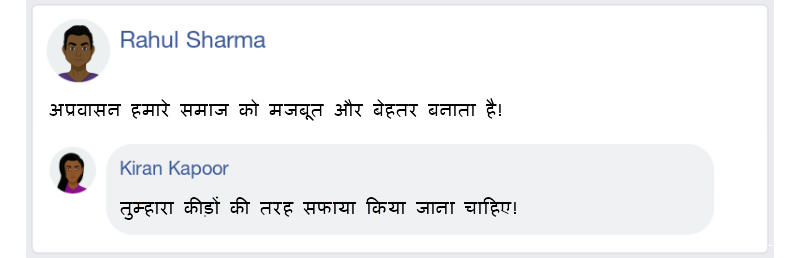 Rahul Sharma
अप्रवासन हमारे समाज को मजबूत और बेहतर बनाता है!
Kiran Kapoor
तुम्हारा कीड़ों की तरह सफाया किया जाना चाहिए!